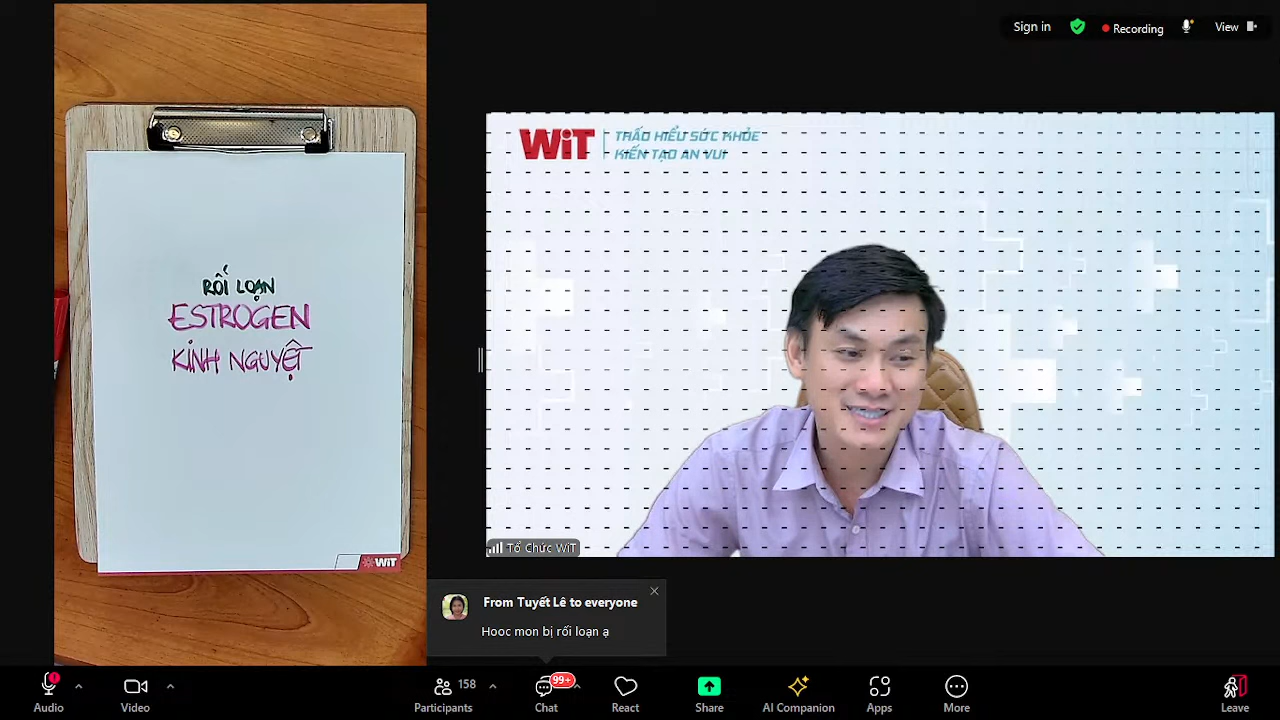 Sign in
Recording
View
WiT
THẤU HIỂU SỨC KHỎE
KIẾN TẠO AN VUI
RỐI LOẠN
ESTROGEN
KINH NGUYỆT
WiT
Tổ Chức WiT
From Tuyết Lê to everyone
Hooc mon bị rối loạn ạ
158
99+
Audio
Video
Participants
Chat
React
Share
AI Companion
Apps
More
Leave